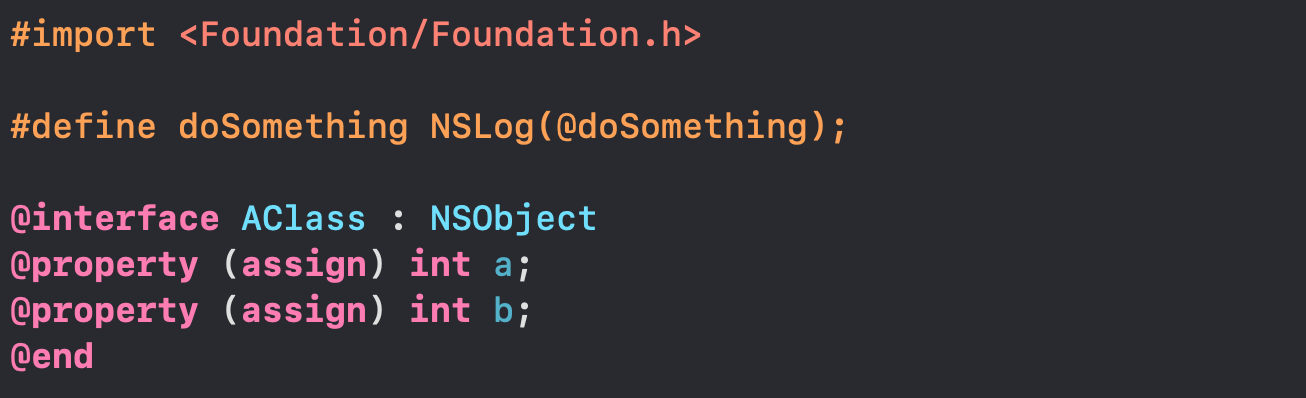 #import <Foundation/Foundation.h>
#define doSomething NSLog(@doSomething);
@interface AClass : NSObject
@property (assign) int a;
@property (assign) int b;
@end